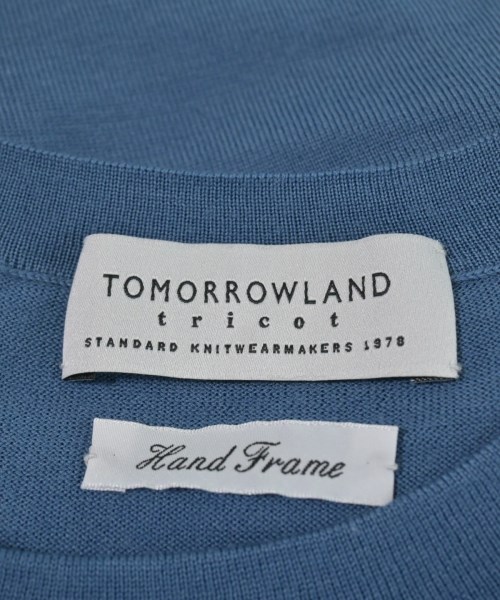 TOMORROWLAND
tricot
STANDARD KNITWEARMAKERS 1978
Hand Frame